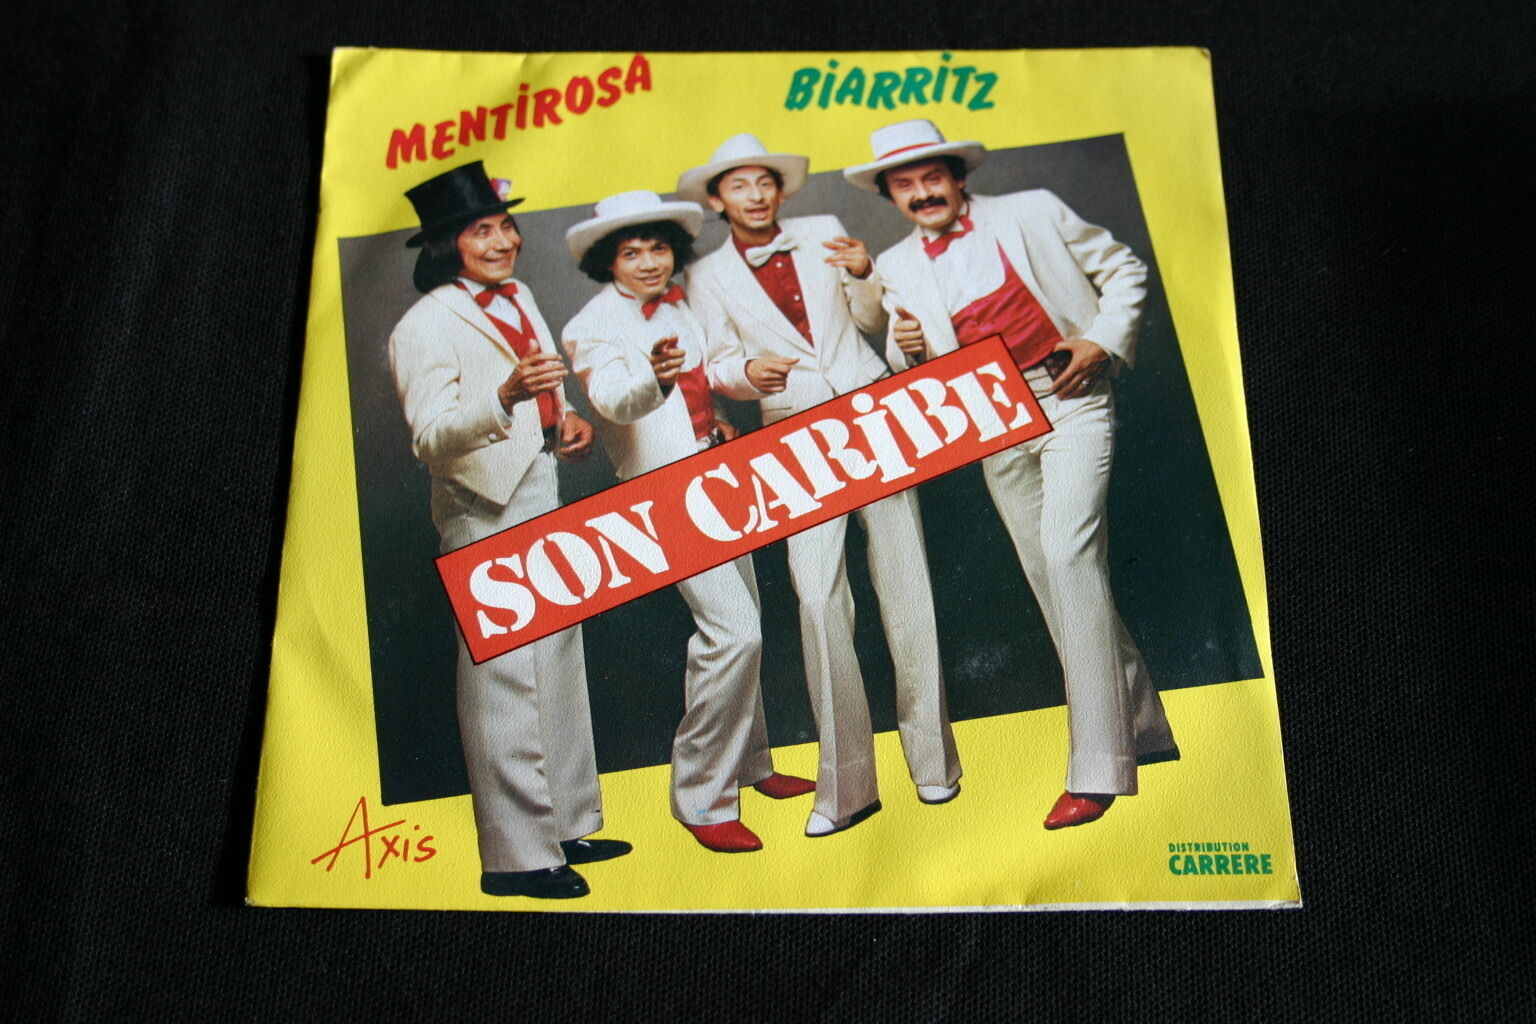 MENTiROSA
BiARRiTZ
SON CARiBE
Axis
DISTRIBUTION
CARRERE